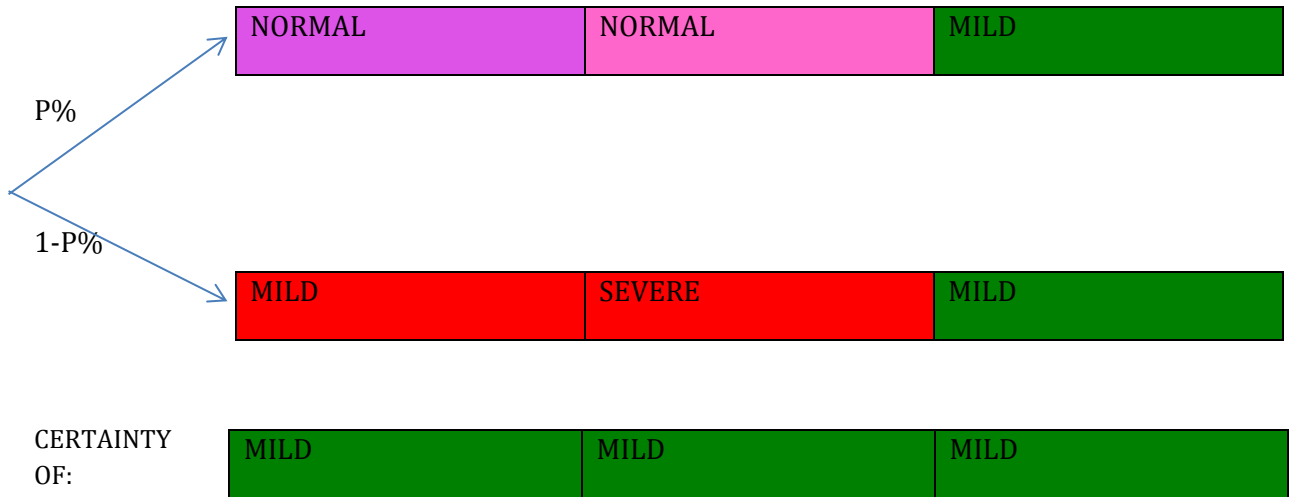 NORMAL NORMAL MILD
P%
1-P%
MILD SEVERE MILD
CERTAINTY
OF:
MILD MILD MILD